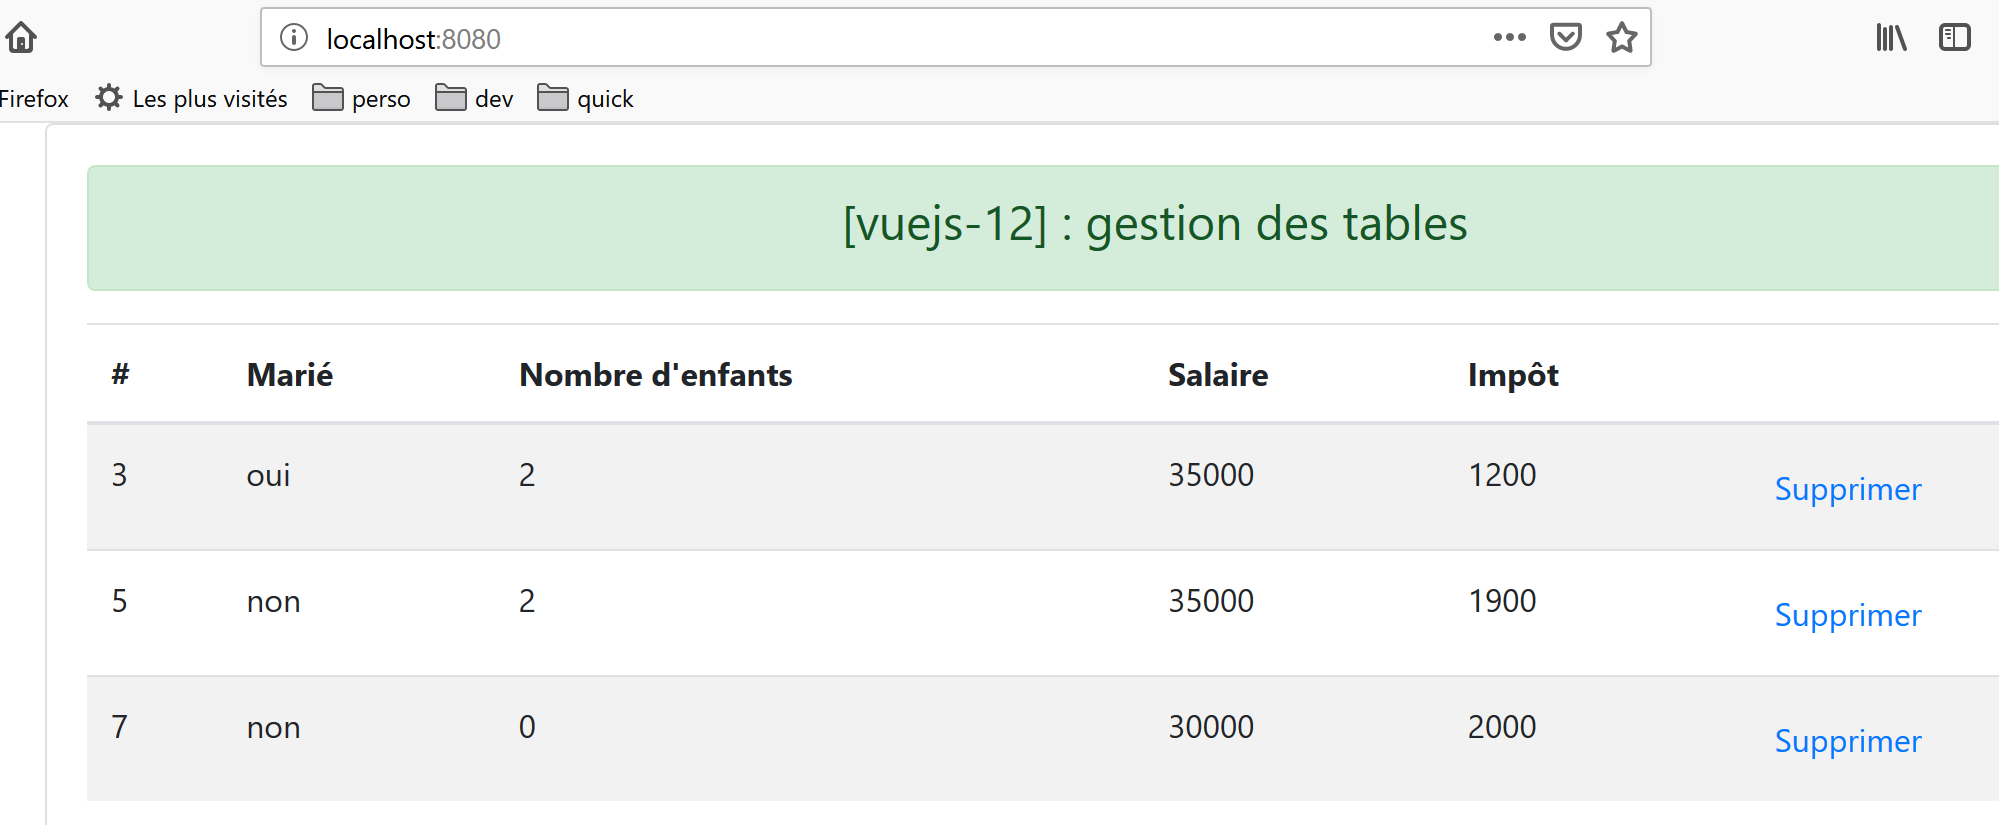 localhost:8080
Firefox Les plus visités perso dev quick
[vuejs-12] : gestion des tables
# Marié Nombre d'enfants Salaire Impôt
3 oui 2 35000 1200 Supprimer
5 non 2 35000 1900 Supprimer
7 non 0 30000 2000 Supprimer